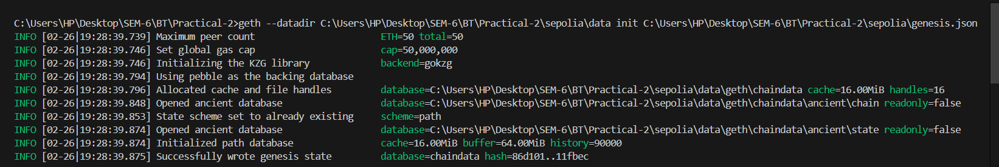 C:\Users\HP\Desktop\SEM-6\BT\Practical-2>geth --datadir C:\Users\HP\Desktop\SEM-6\BT\Practical-2\sepolia\data init C:\Users\HP\Desktop\SEM-6\BT\Practical-2\sepolia\genesis.json
INFO [02-26|19:28:39.739] Maximum peer count                       ETH=50 total=50
INFO [02-26|19:28:39.746] Set global gas cap                       cap=50,000,000
INFO [02-26|19:28:39.746] Initializing the KZG library             backend=gokzg
INFO [02-26|19:28:39.794] Using pebble as the backing database
INFO [02-26|19:28:39.796] Allocated cache and file handles         database=C:\Users\HP\Desktop\SEM-6\BT\Practical-2\sepolia\data\geth\chaindata cache=16.00MiB handles=16
INFO [02-26|19:28:39.848] Opened ancient database                  database=C:\Users\HP\Desktop\SEM-6\BT\Practical-2\sepolia\data\geth\chaindata\ancient\chain readonly=false
INFO [02-26|19:28:39.853] State scheme set to already existing     scheme=path
INFO [02-26|19:28:39.874] Opened ancient database                  database=C:\Users\HP\Desktop\SEM-6\BT\Practical-2\sepolia\data\geth\chaindata\ancient\state readonly=false
INFO [02-26|19:28:39.874] Initialized path database                cache=16.00MiB buffer=64.00MiB history=90000
INFO [02-26|19:28:39.875] Successfully wrote genesis state         database=chaindata hash=86d101..11fbec